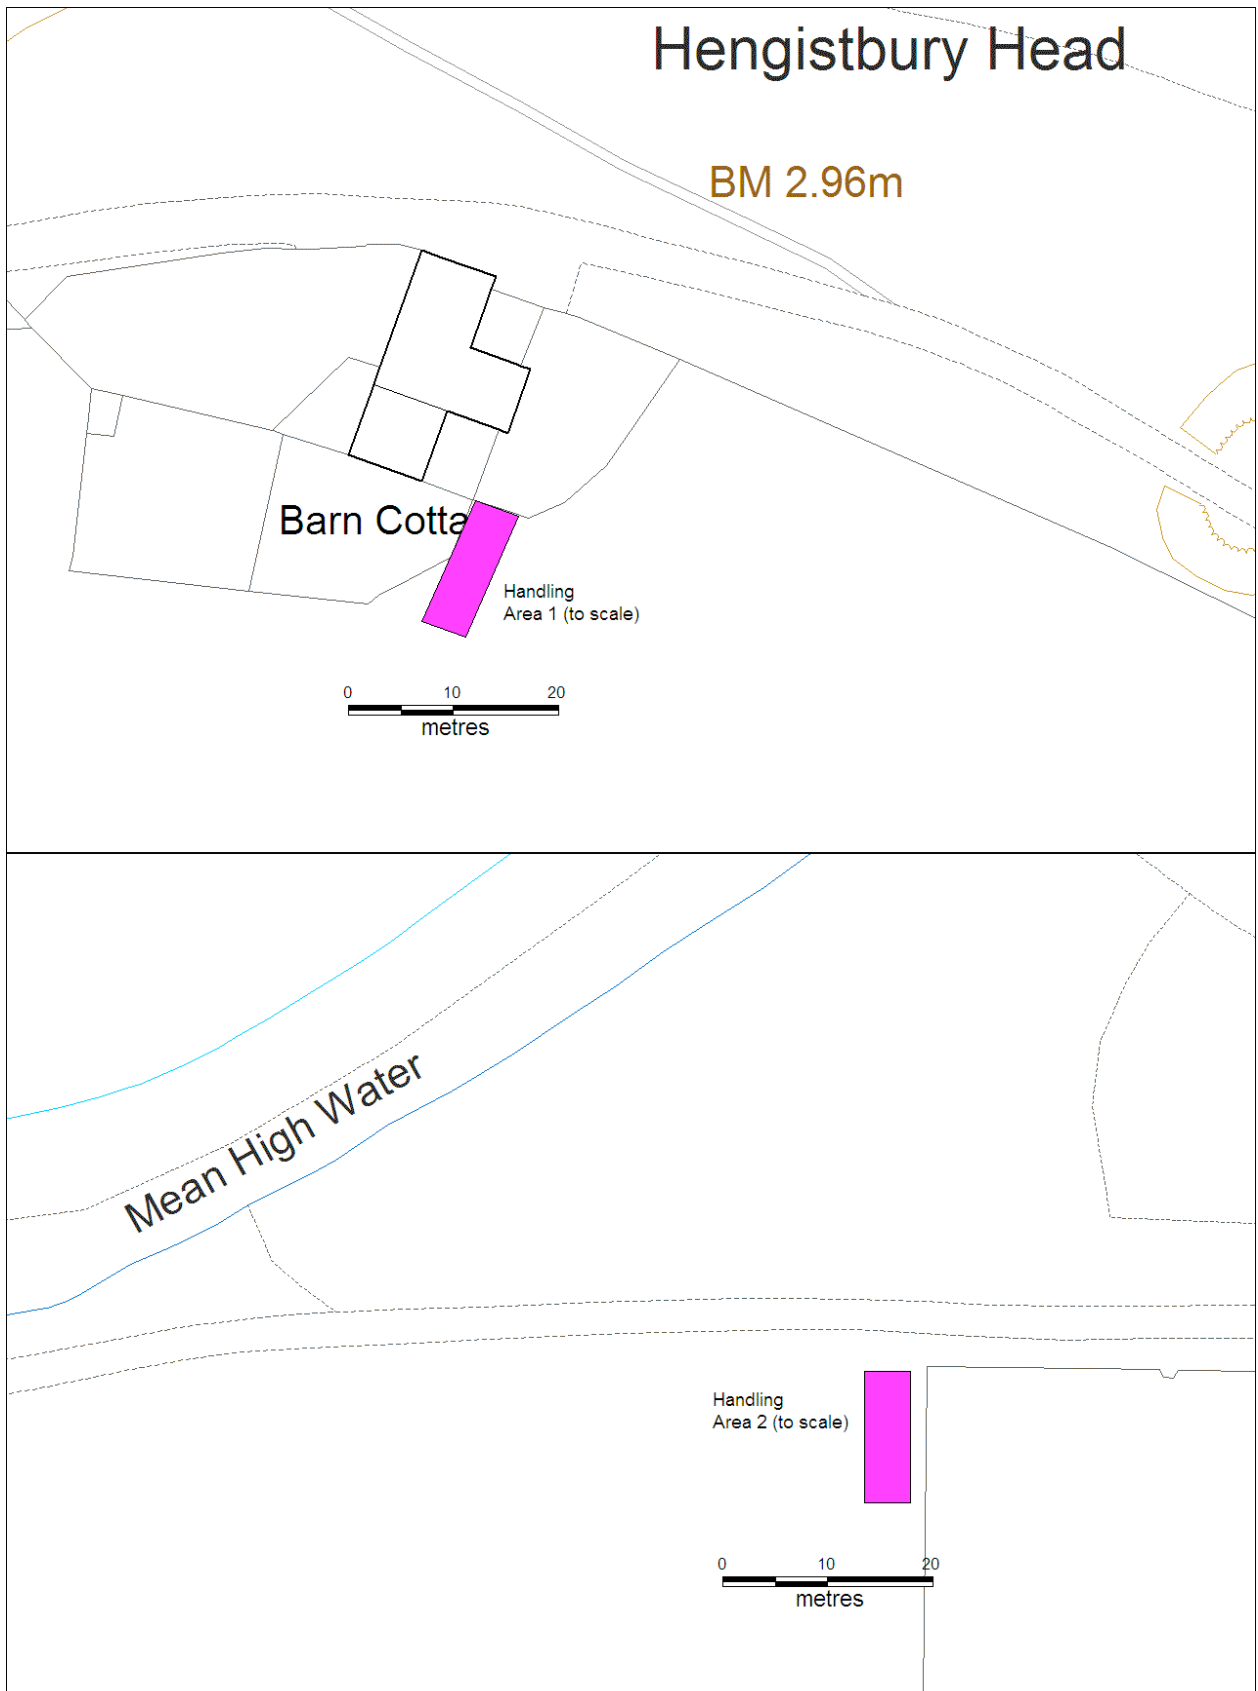 Hengistbury Head
BM 2.96m
Barn Cotta
Handling
Area 1 (to scale)
0 10 20
metres
Mean High Water
Handling
Area 2 (to scale)
0 10 20
metres